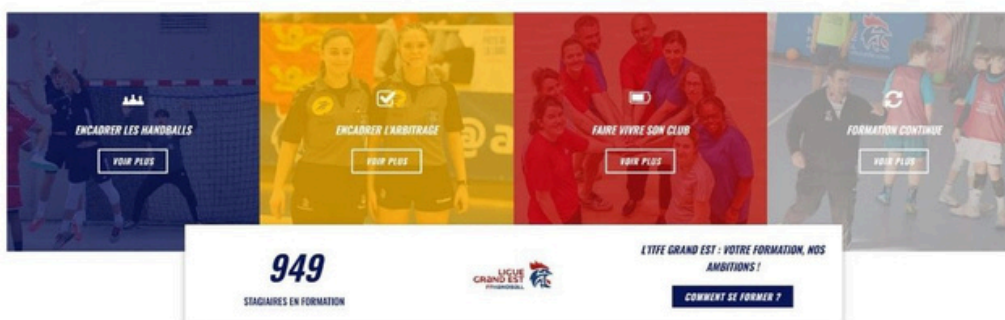 ENCADRER LES HANDBALLS
VOIR PLUS
ENCADRER L'ARBITRAGE
VOIR PLUS
FAIRE VIVRE SON CLUB
VOIR PLUS
FORMATION CONTINUE
VOIR PLUS
949
STAGIAIRES EN FORMATION
LIGUE
GRAND EST
FFHANDBALL
L'ITFE GRAND EST : VOTRE FORMATION, NOS
AMBITIONS !
COMMENT SE FORMER ?